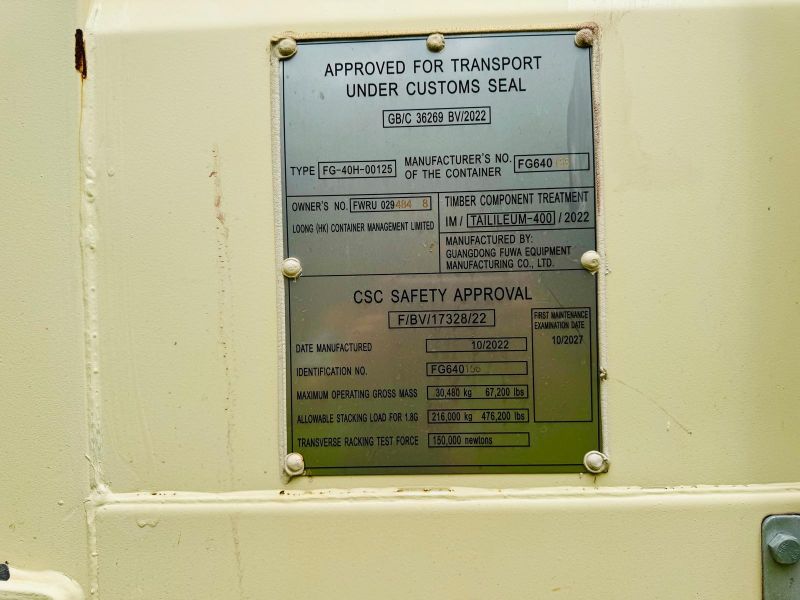 APPROVED FOR TRANSPORT
UNDER CUSTOMS SEAL
GB/C 36269 BV/2022
TYPE FG-40H-00125
MANUFACTURER'S NO. FG640
OF THE CONTAINER
OWNER'S NO. FWRU 029484 8
LOONG (HK) CONTAINER MANAGEMENT LIMITED
TIMBER COMPONENT TREATMENT
IM / TAILILEUM-400 / 2022
MANUFACTURED BY:
GUANGDONG FUWA EQUIPMENT
MANUFACTURING CO., LTD.
CSC SAFETY APPROVAL
F/BV/17328/22
FIRST MAINTENANCE
EXAMINATION DATE
10/2027
DATE MANUFACTURED 10/2022
IDENTIFICATION NO. FG640
MAXIMUM OPERATING GROSS MASS 30,480 kg 67,200 lbs
ALLOWABLE STACKING LOAD FOR 1.8G 216,000 kg 476,200 lbs
TRANSVERSE RACKING TEST FORCE 150,000 newtons